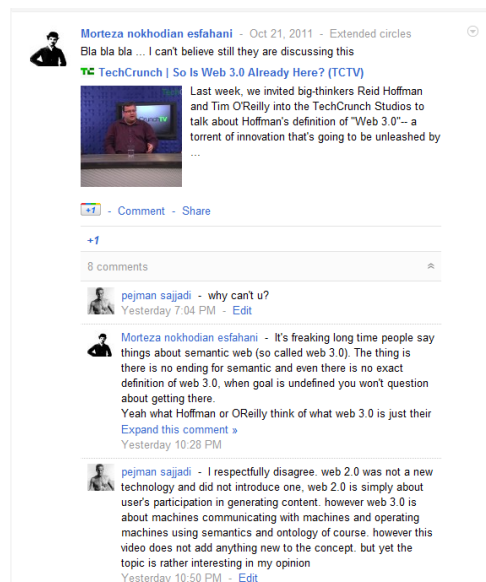 Morteza nokhodian esfahani - Oct 21, 2011 - Extended circles
Bla bla bla ... I can't believe still they are discussing this
TechCrunch | So Is Web 3.0 Already Here? (TCTV)
Last week, we invited big-thinkers Reid Hoffman
and Tim O'Reilly into the TechCrunch Studios to
talk about Hoffman's definition of "Web 3.0"-- a
torrent of innovation that's going to be unleashed by
...
+1 - Comment - Share
+1
8 comments
pejman sajjadi - why can't u?
Yesterday 7:04 PM - Edit
Morteza nokhodian esfahani - It's freaking long time people say
things about semantic web (so called web 3.0). The thing is
there is no ending for semantic and even there is no exact
definition of web 3.0, when goal is undefined you won't question
about getting there.
Yeah what Hoffman or OReilly think of what web 3.0 is just their
Expand this comment »
Yesterday 10:28 PM
pejman sajjadi - I respectfully disagree. web 2.0 was not a new
technology and did not introduce one, web 2.0 is simply about
user's participation in generating content. however web 3.0 is
about machines communicating with machines and operating
machines using semantics and ontology of course. however this
video does not add anything new to the concept. but yet the
topic is rather interesting in my opinion
Yesterday 10:50 PM - Edit